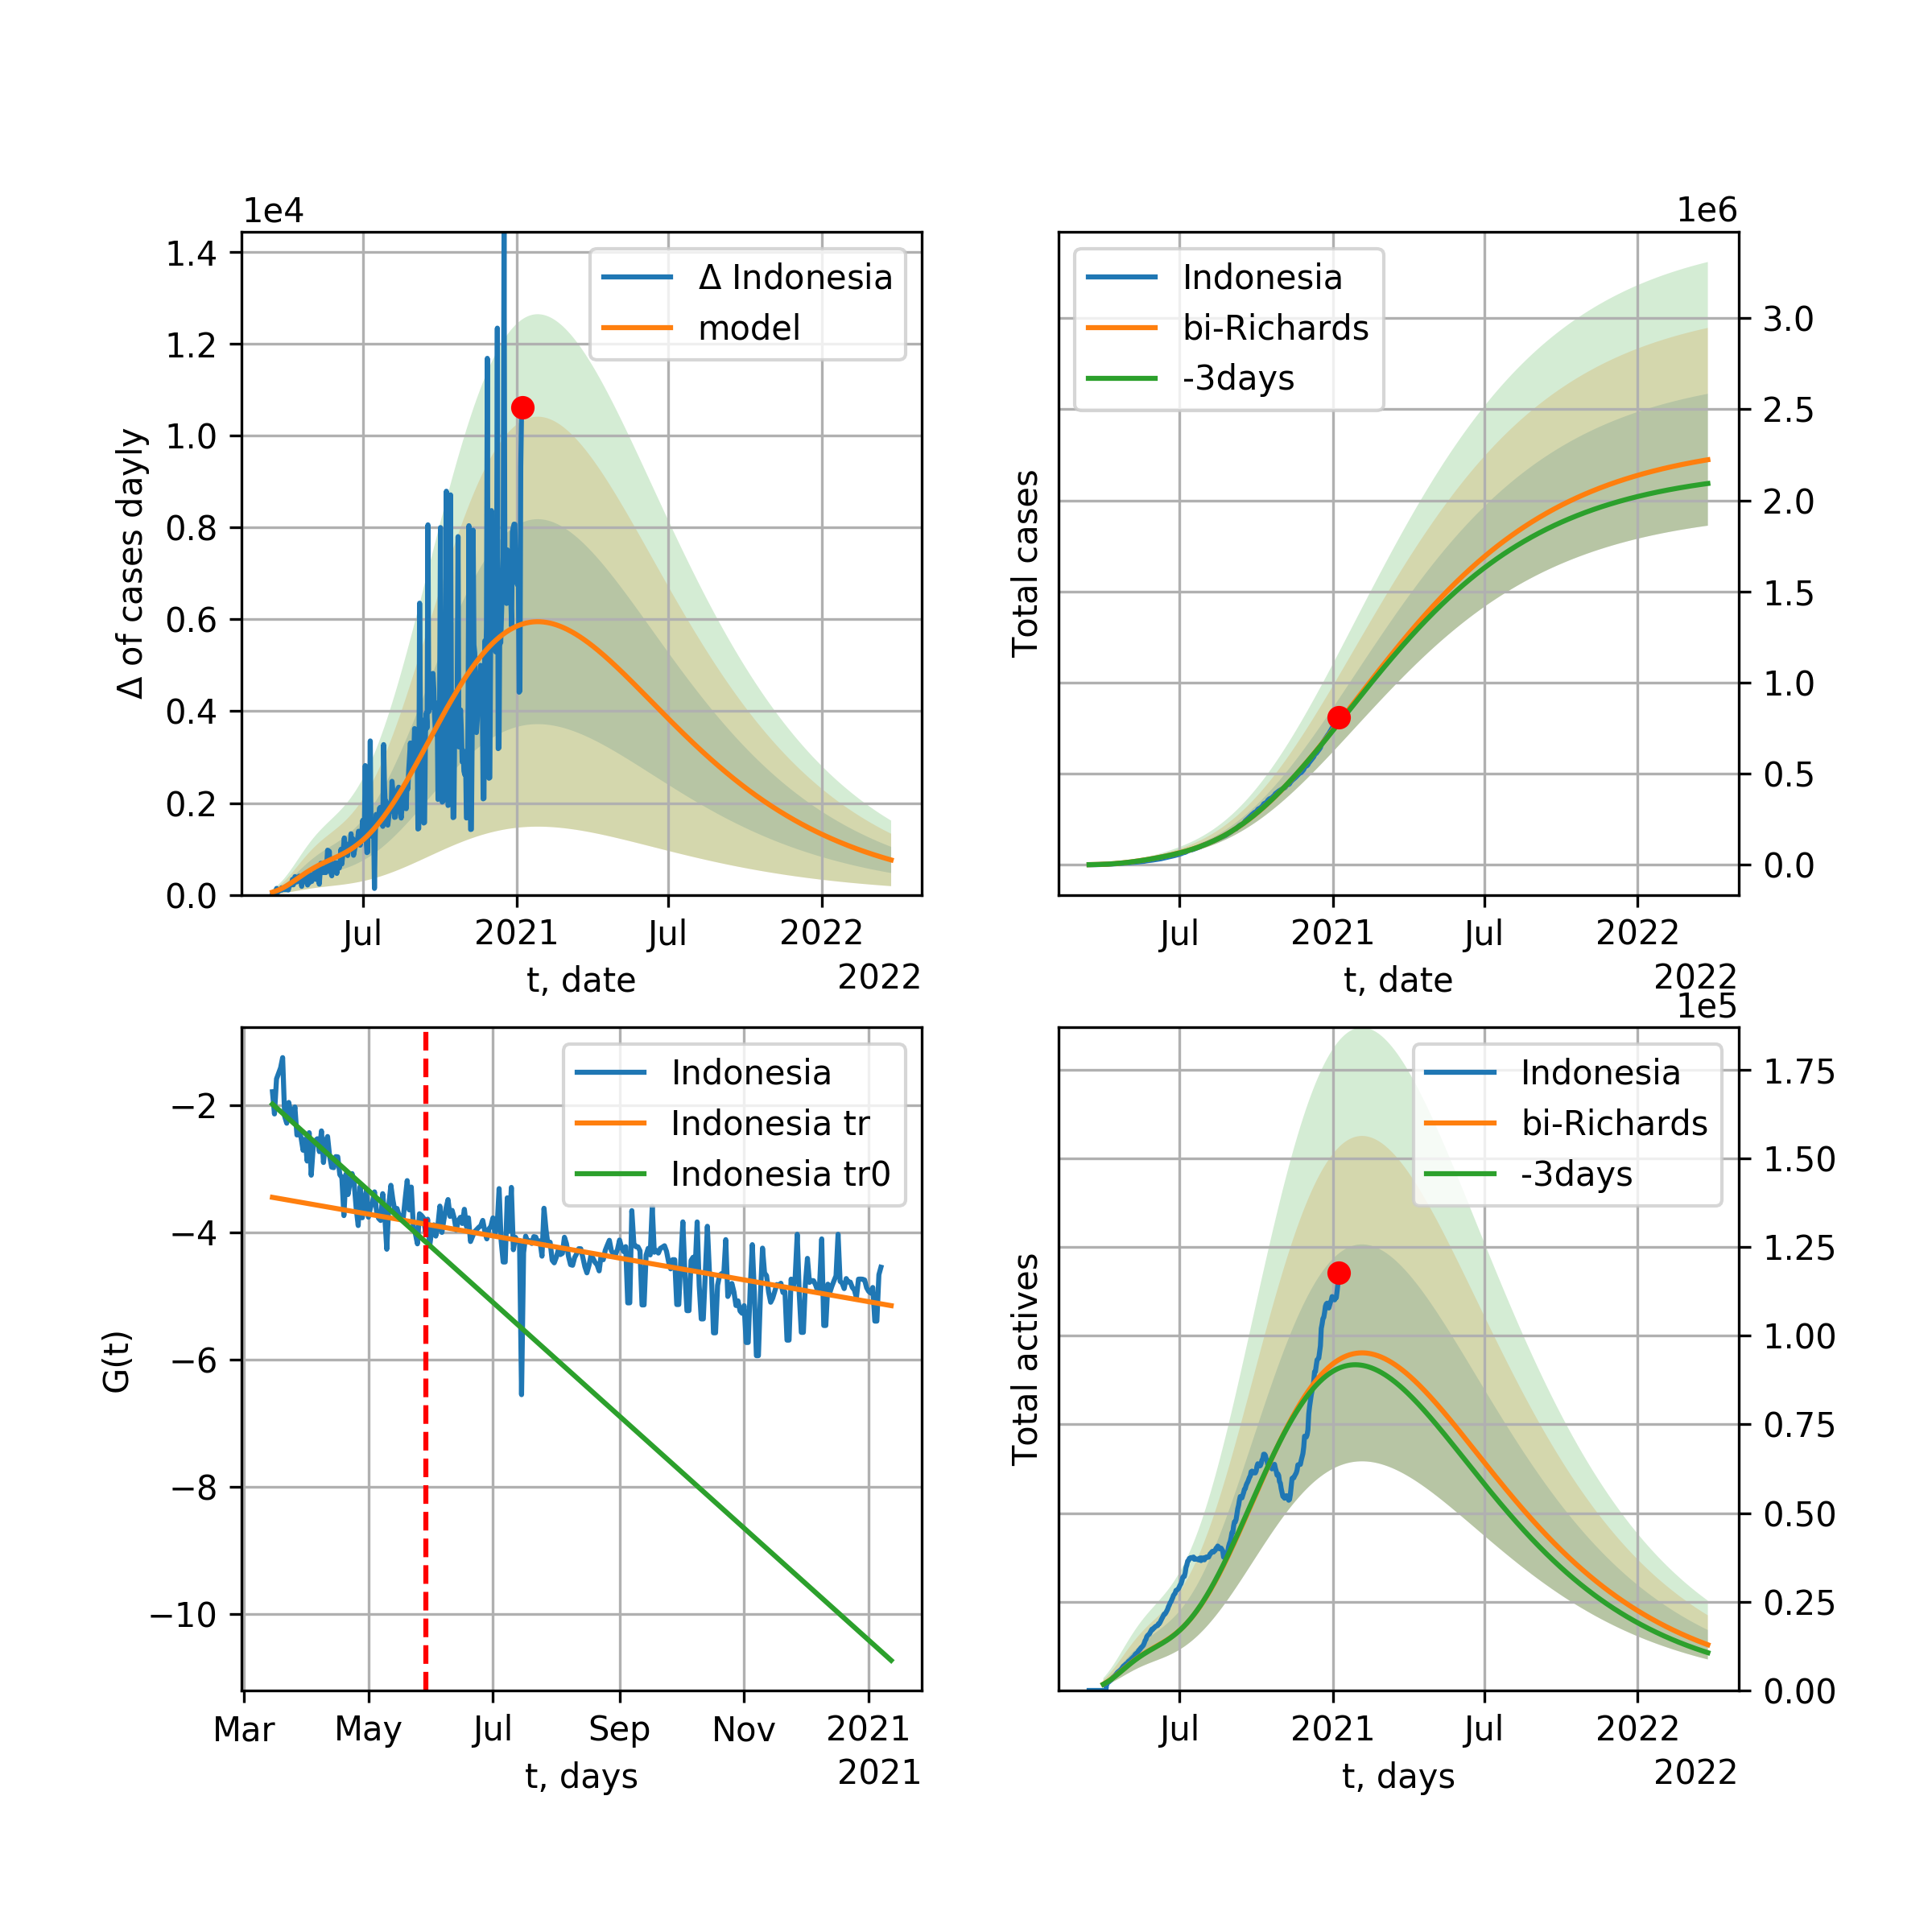 1e4
1.4
1.2
1.0
0.8
0.6
0.4
0.2
0.0
Δ of cases dayly
Δ Indonesia
model
Jul
2021
Jul
2022
t, date
2022
1e6
Indonesia
bi-Richards
-3days
Total cases
3.0
2.5
2.0
1.5
1.0
0.5
0.0
Jul
2021
Jul
2022
t, date
2022
−2
−4
−6
−8
−10
G(t)
Indonesia
Indonesia tr
Indonesia tr0
Mar
May
Jul
Sep
Nov
2021
t, days
2021
1e5
Indonesia
bi-Richards
-3days
Total actives
1.75
1.50
1.25
1.00
0.75
0.50
0.25
0.00
Jul
2021
Jul
2022
t, days
2022